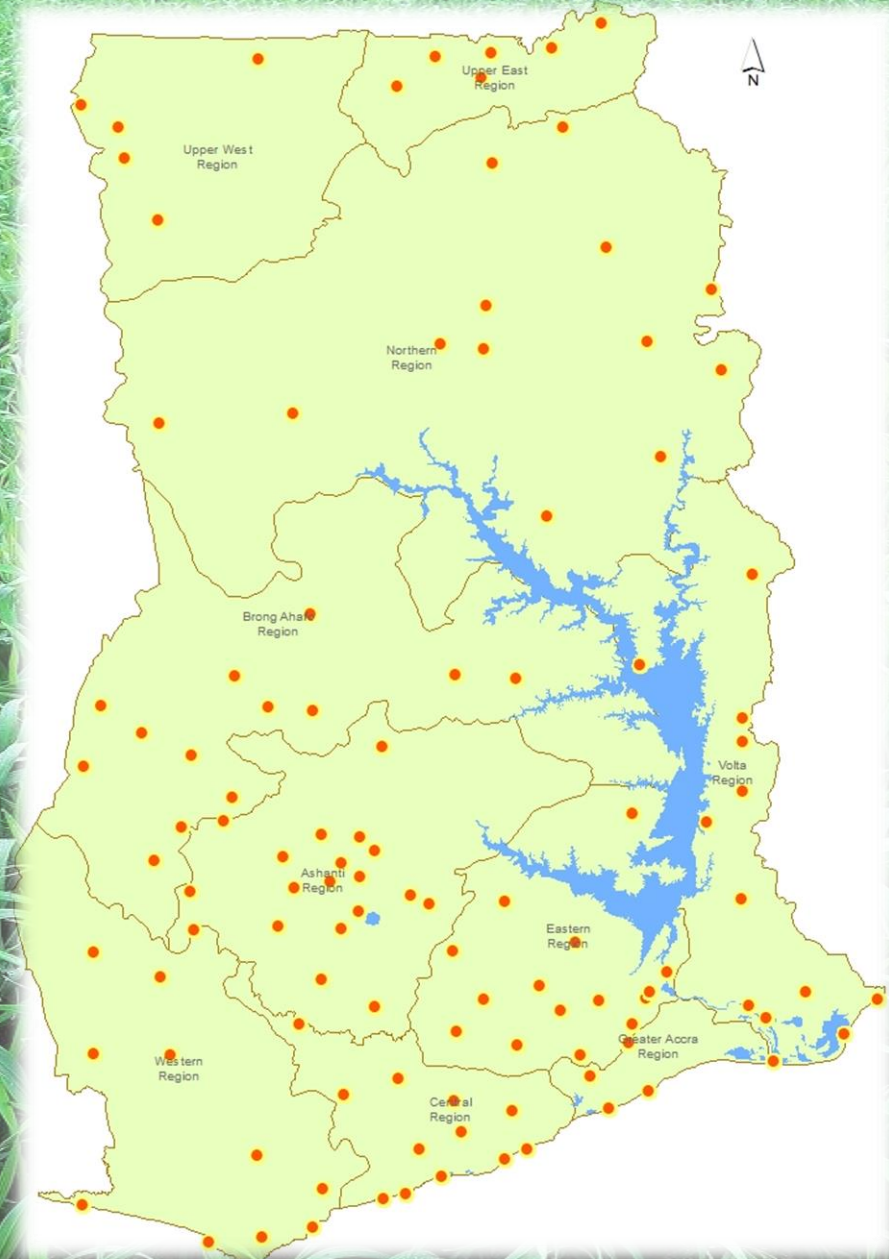 Upper East
Region
N
Upper West
Region
Northern
Region
Brong Ahafo
Region
Volta
Region
Ashanti
Region
Eastern
Region
Greater Accra
Region
Western
Region
Central
Region